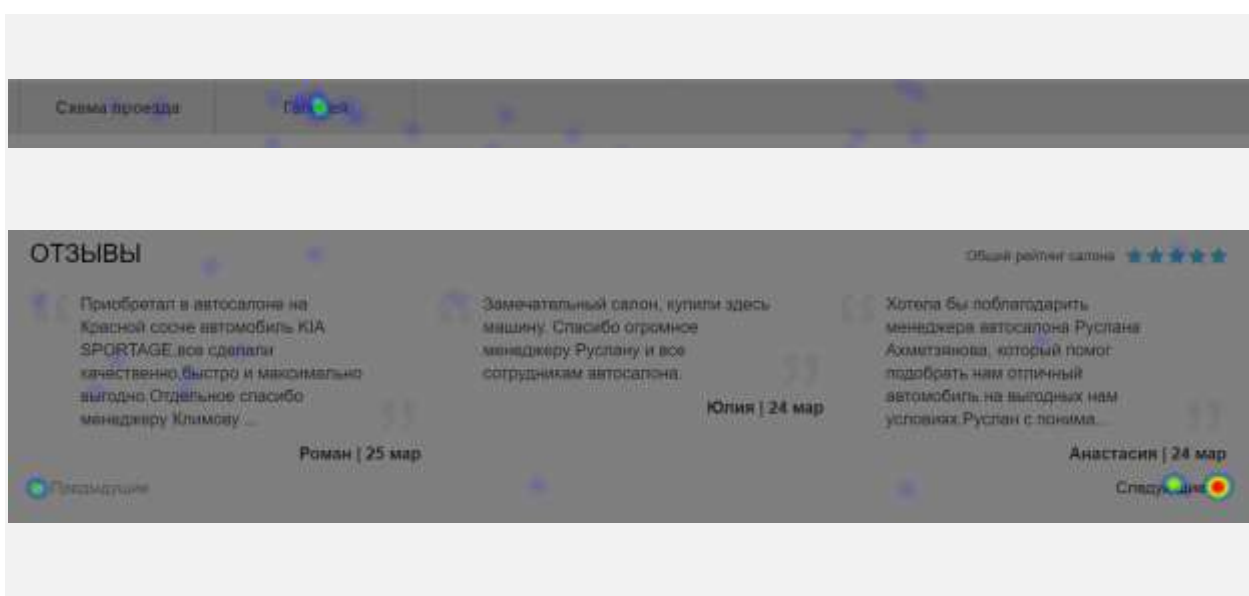 Схема проезда
Галерея
ОТЗЫВЫ
Общий рейтинг салона
Приобретал в автосалоне на
Красной сосне автомобиль KIA
SPORTAGE,все сделали
качественно,быстро и максимально
выгодно.Отдельное спасибо
менеджеру Климову ...
Роман | 25 мар
Замечательный салон, купили здесь
машину. Спасибо огромное
менеджеру Руслану и все
сотрудникам автосалона.
Юлия | 24 мар
Хотела бы поблагодарить
менеджера автосалона Руслана
Ахметзянова, который помог
подобрать нам отличный
автомобиль на выгодных нам
условиях.Руслан с понима...
Анастасия | 24 мар
Предыдущие
Следующие